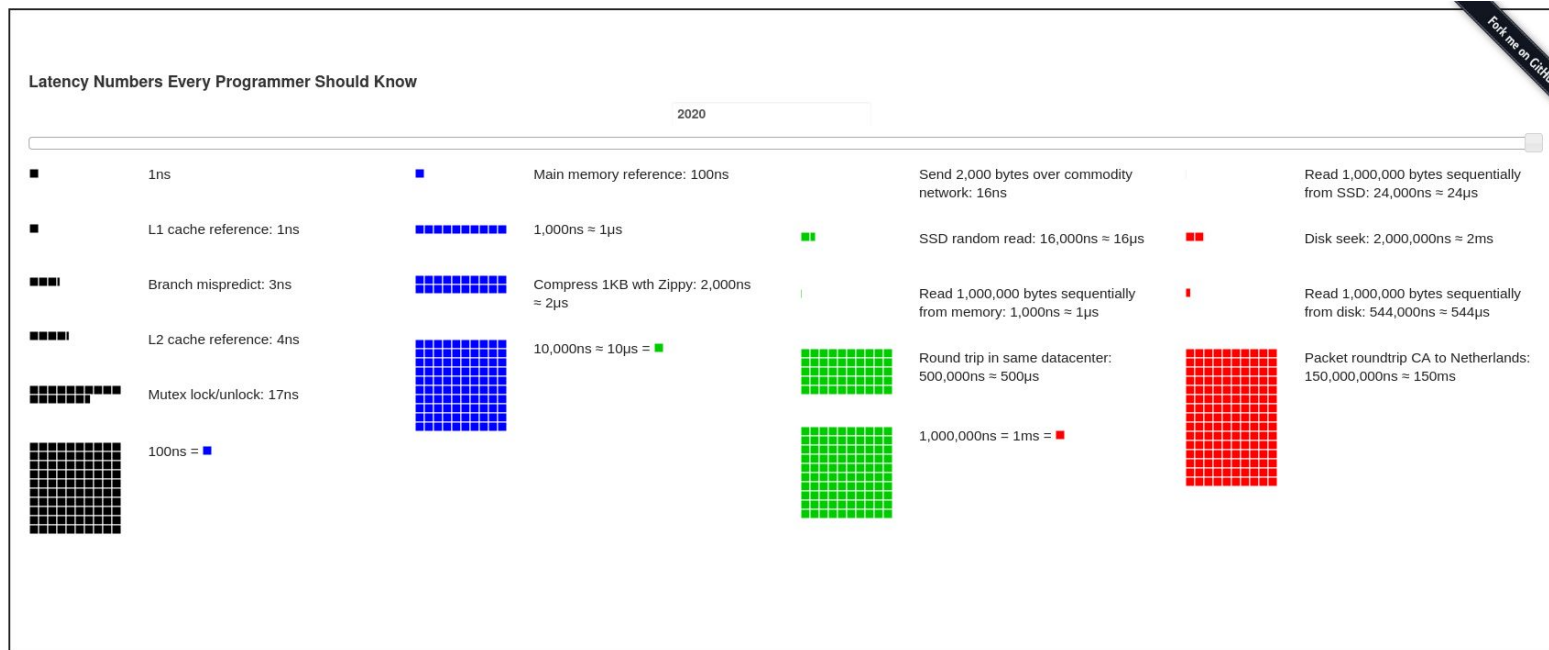 Fork me on GitHu
Latency Numbers Every Programmer Should Know
2020
1ns
L1 cache reference: 1ns
Branch mispredict: 3ns
L2 cache reference: 4ns
Mutex lock/unlock: 17ns
100ns =
Main memory reference: 100ns
1,000ns ≈ 1μs
Compress 1KB wth Zippy: 2,000ns
≈ 2μs
10,000ns ≈ 10μs =
Send 2,000 bytes over commodity
network: 16ns
SSD random read: 16,000ns ≈ 16μs
Read 1,000,000 bytes sequentially
from memory: 1,000ns ≈ 1μs
Round trip in same datacenter:
500,000ns ≈ 500μs
1,000,000ns = 1ms =
Read 1,000,000 bytes sequentially
from SSD: 24,000ns ≈ 24μs
Disk seek: 2,000,000ns ≈ 2ms
Read 1,000,000 bytes sequentially
from disk: 544,000ns ≈ 544μs
Packet roundtrip CA to Netherlands:
150,000,000ns ≈ 150ms